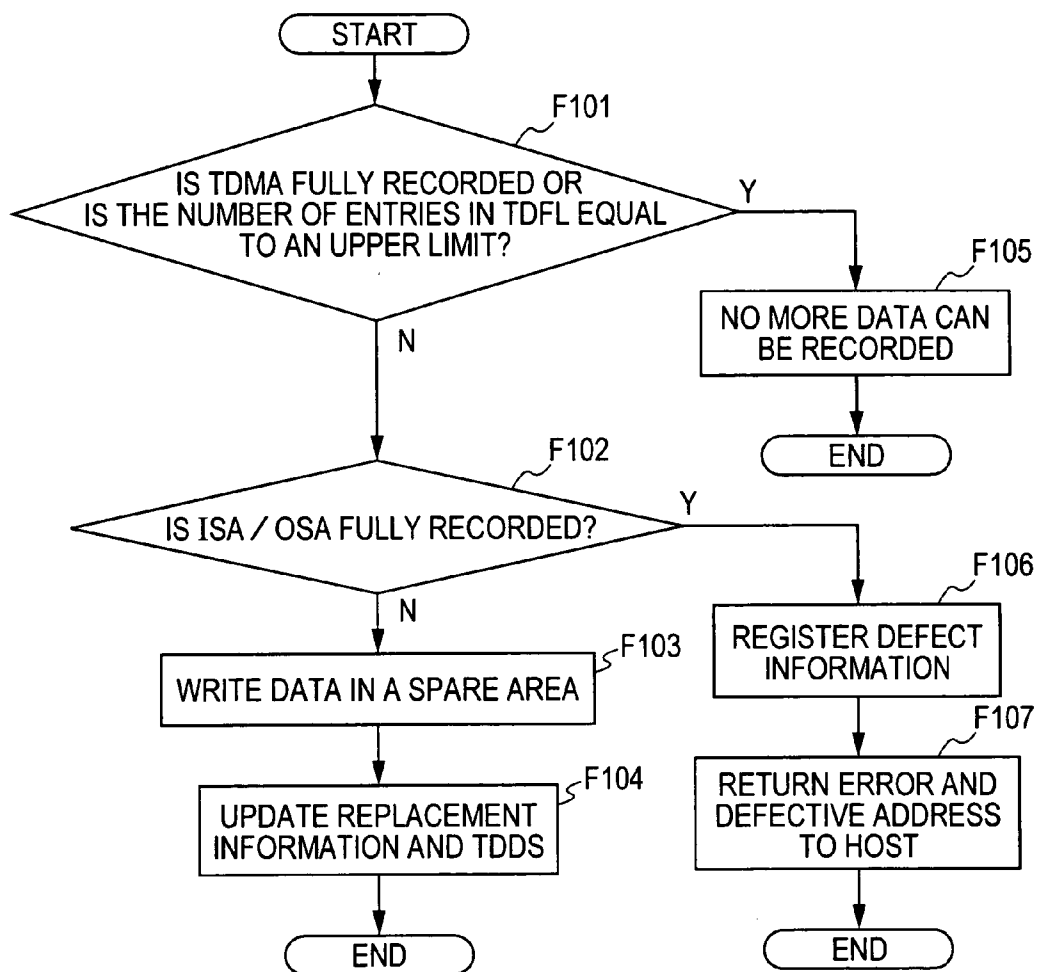 START
F101
IS TDMA FULLY RECORDED OR
IS THE NUMBER OF ENTRIES IN TDFL EQUAL
TO AN UPPER LIMIT?
Y
F105
NO MORE DATA CAN
BE RECORDED
N
END
F102
IS ISA / OSA FULLY RECORDED?
Y
F106
REGISTER DEFECT
INFORMATION
N
F103
WRITE DATA IN A SPARE AREA
F107
RETURN ERROR AND
DEFECTIVE ADDRESS
TO HOST
F104
UPDATE REPLACEMENT
INFORMATION AND TDDS
END
END